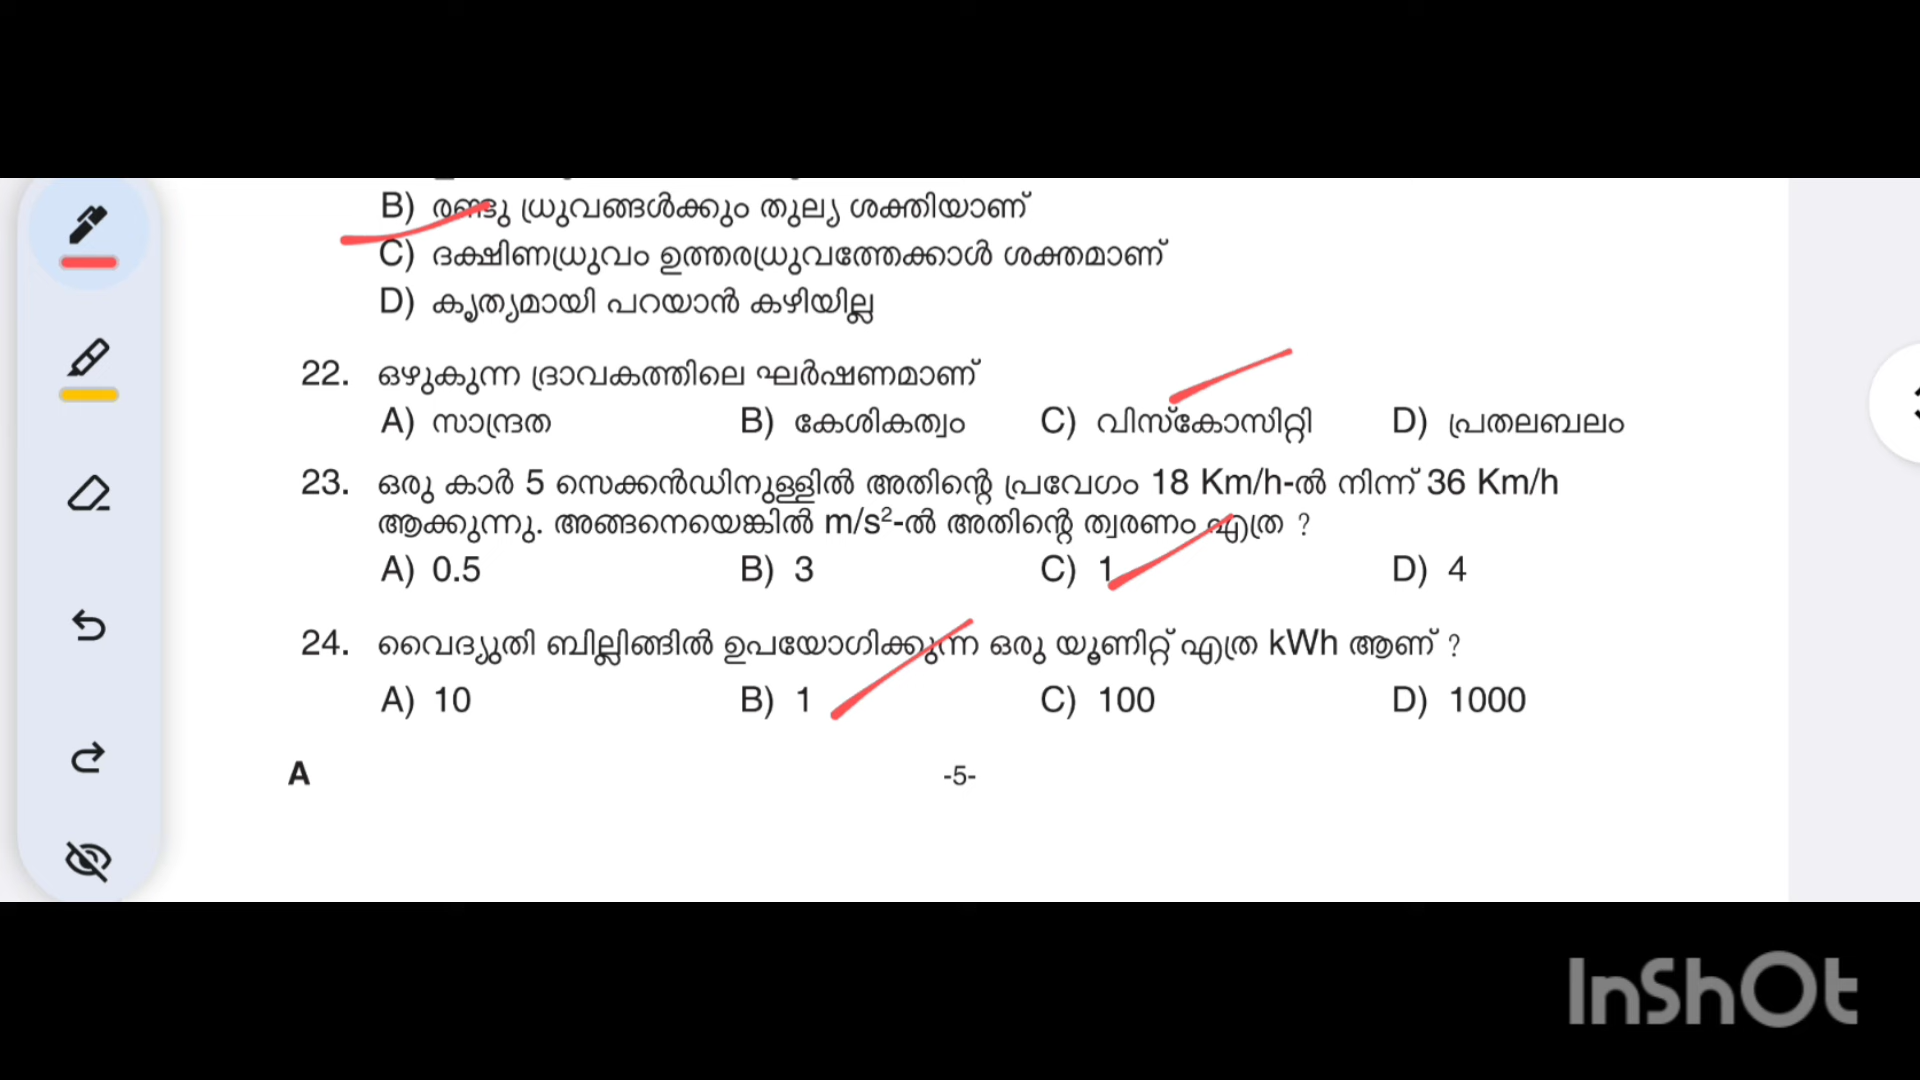 B) രണ്ടു ധ്രുവങ്ങൾക്കും തുല്യ ശക്തിയാണ്
C) ദക്ഷിണധ്രുവം ഉത്തരധ്രുവത്തേക്കാൾ ശക്തമാണ്
D) കൃത്യമായി പറയാൻ കഴിയില്ല
22. ഒഴുകുന്ന ദ്രാവകത്തിലെ ഘർഷണമാണ്
A) സാന്ദ്രത B) കേശികത്വം C) വിസ്കോസിറ്റി D) പ്രതലബലം
23. ഒരു കാർ 5 സെക്കൻഡിനുള്ളിൽ അതിന്റെ പ്രവേഗം 18 Km/h-ൽ നിന്ന് 36 Km/h
ആക്കുന്നു. അങ്ങനെയെങ്കിൽ m/s²-ൽ അതിന്റെ ത്വരണം എത്ര ?
A) 0.5 B) 3 C) 1 D) 4
24. വൈദ്യുതി ബില്ലിങ്ങിൽ ഉപയോഗിക്കുന്ന ഒരു യൂണിറ്റ് എത്ര kWh ആണ് ?
A) 10 B) 1 C) 100 D) 1000
A -5-
InShOt